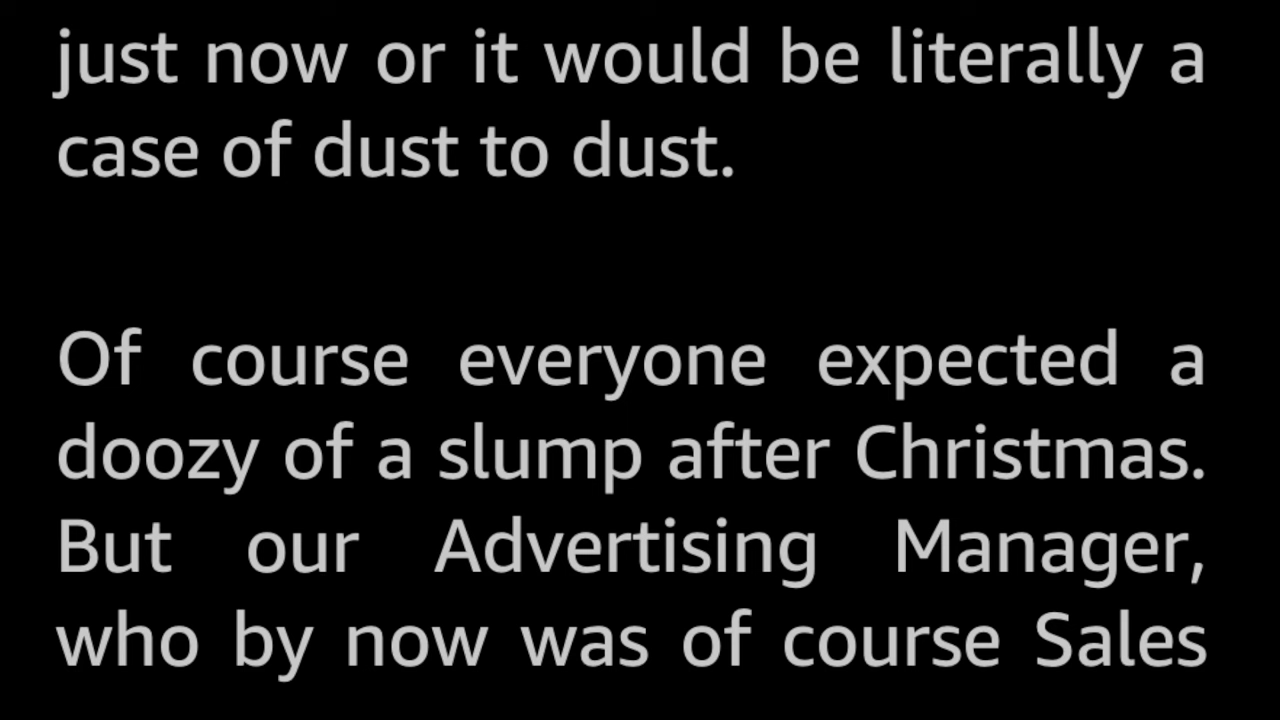 just now or it would be literally a
case of dust to dust.
Of course everyone expected a
doozy of a slump after Christmas.
But our Advertising Manager,
who by now was of course Sales